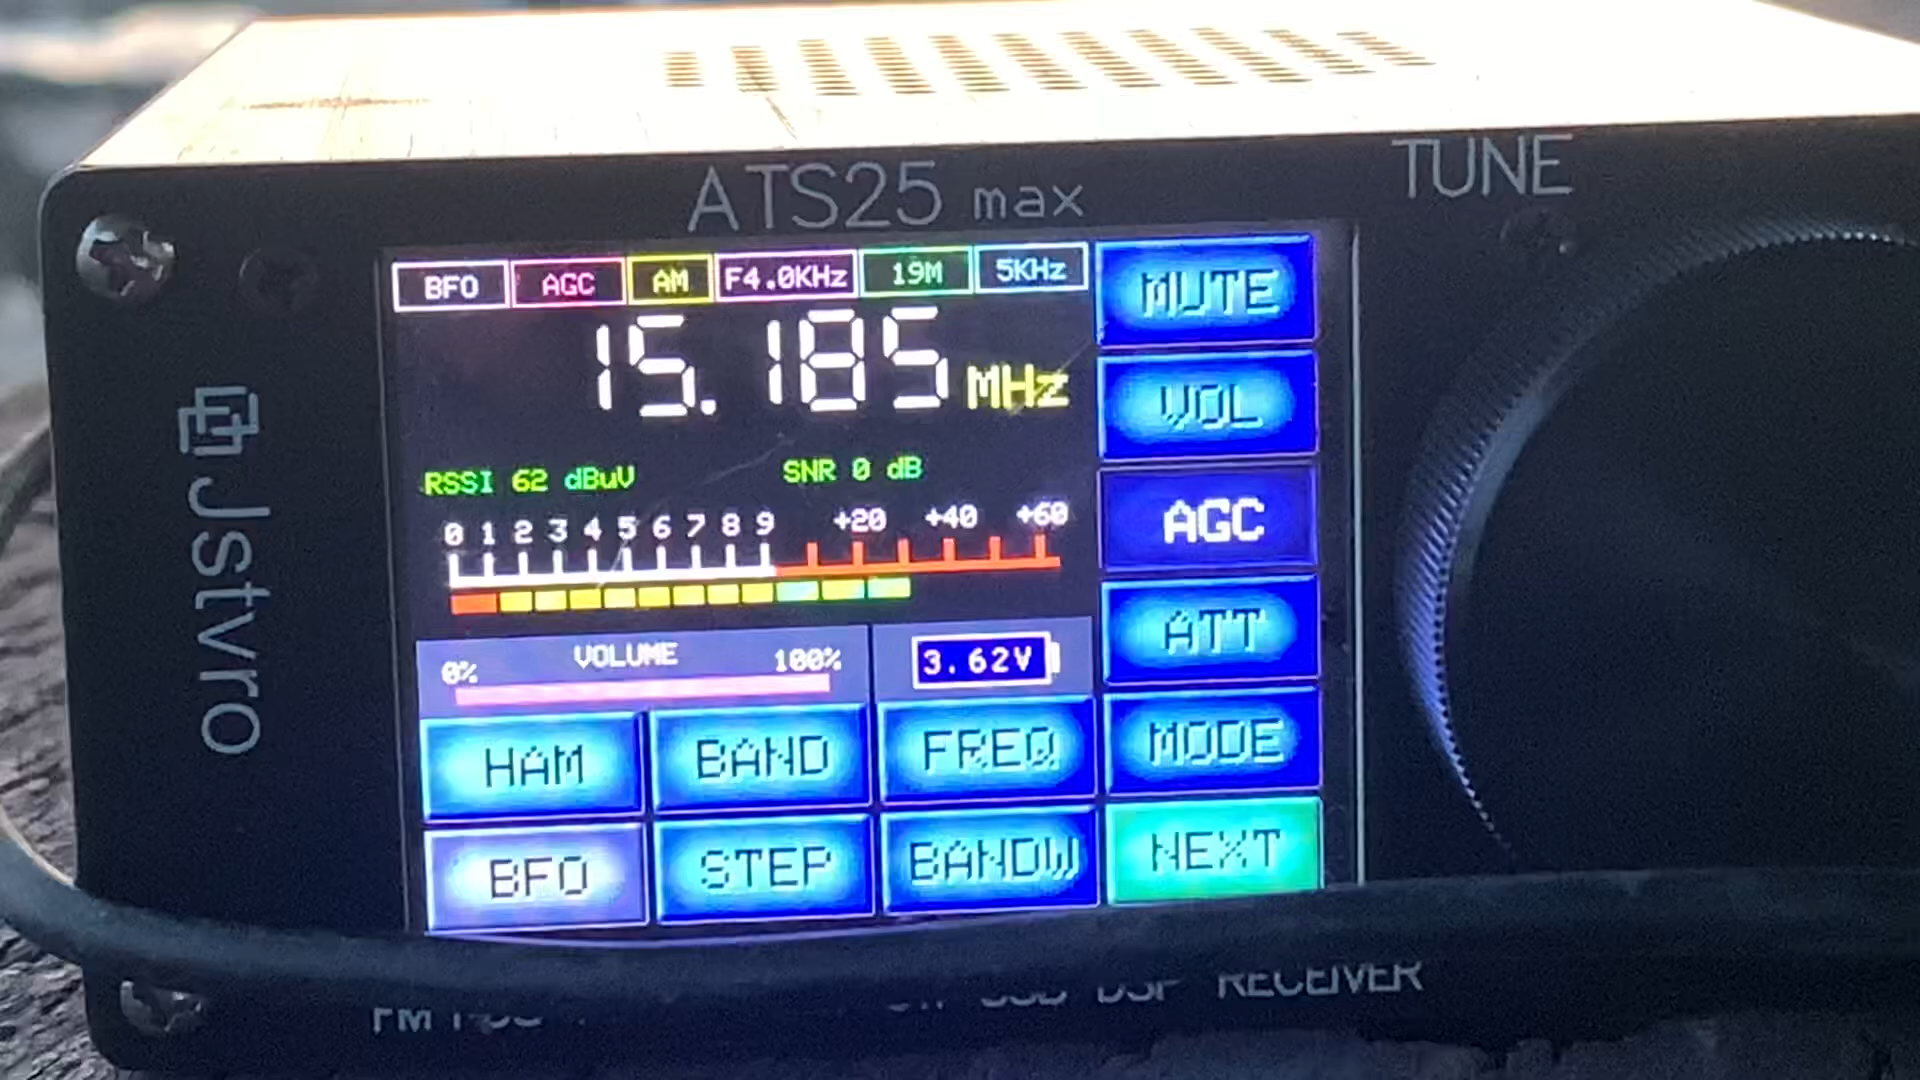 ATS25 max
TUNE
BFO AGC AM F4.0KHz 19M 5KHz
15.185 MHz
RSSI 62 dBuV SNR 0 dB
0 1 2 3 4 5 6 7 8 9 +20 +40 +60
0% VOLUME 100%
3.62V
MUTE
VOL
AGC
ATT
MODE
HAM BAND FREQ
BFO STEP BANDW NEXT
Jstvro
FM SSB DSP RECEIVER